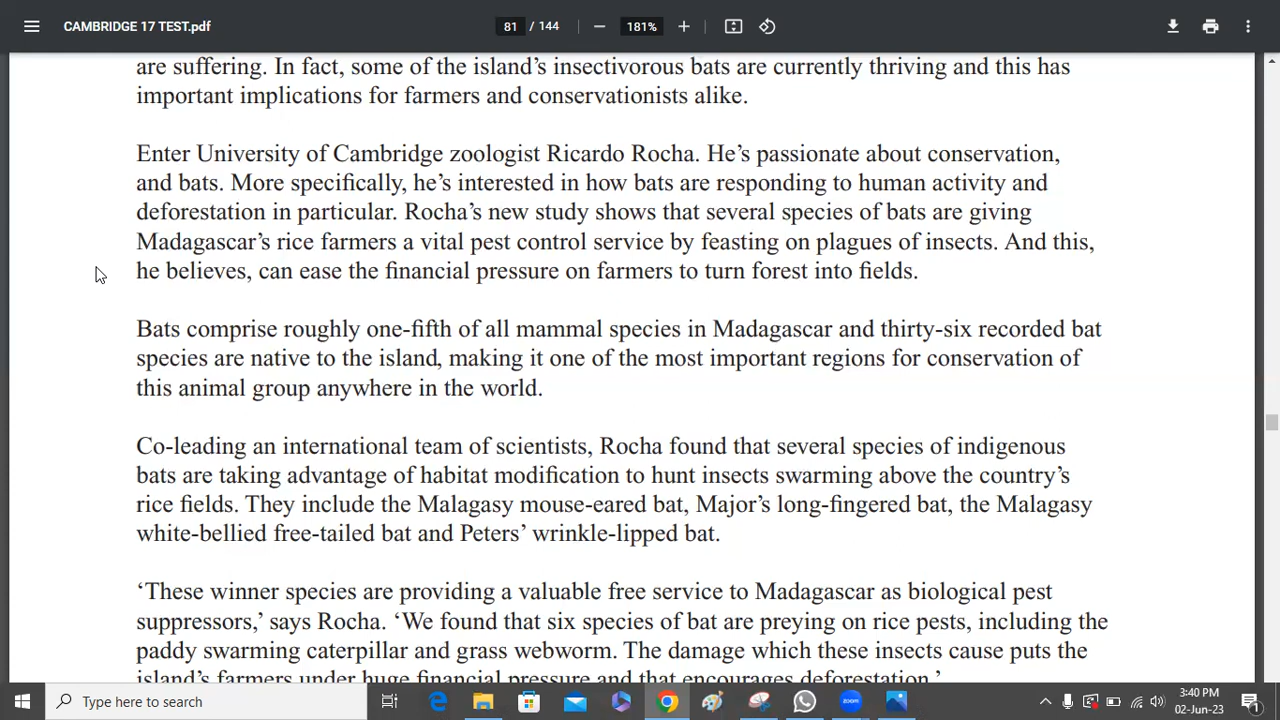 CAMBRIDGE 17 TEST.pdf
81 / 144
181%
are suffering. In fact, some of the island's insectivorous bats are currently thriving and this has
important implications for farmers and conservationists alike.
Enter University of Cambridge zoologist Ricardo Rocha. He's passionate about conservation,
and bats. More specifically, he's interested in how bats are responding to human activity and
deforestation in particular. Rocha's new study shows that several species of bats are giving
Madagascar's rice farmers a vital pest control service by feasting on plagues of insects. And this,
he believes, can ease the financial pressure on farmers to turn forest into fields.
Bats comprise roughly one-fifth of all mammal species in Madagascar and thirty-six recorded bat
species are native to the island, making it one of the most important regions for conservation of
this animal group anywhere in the world.
Co-leading an international team of scientists, Rocha found that several species of indigenous
bats are taking advantage of habitat modification to hunt insects swarming above the country's
rice fields. They include the Malagasy mouse-eared bat, Major's long-fingered bat, the Malagasy
white-bellied free-tailed bat and Peters' wrinkle-lipped bat.
‘These winner species are providing a valuable free service to Madagascar as biological pest
suppressors,’ says Rocha. ‘We found that six species of bat are preying on rice pests, including the
paddy swarming caterpillar and grass webworm. The damage which these insects cause puts the
island's farmers under huge financial pressure and that encourages deforestation.’
Type here to search
zoom
3:40 PM
02-Jun-23
1